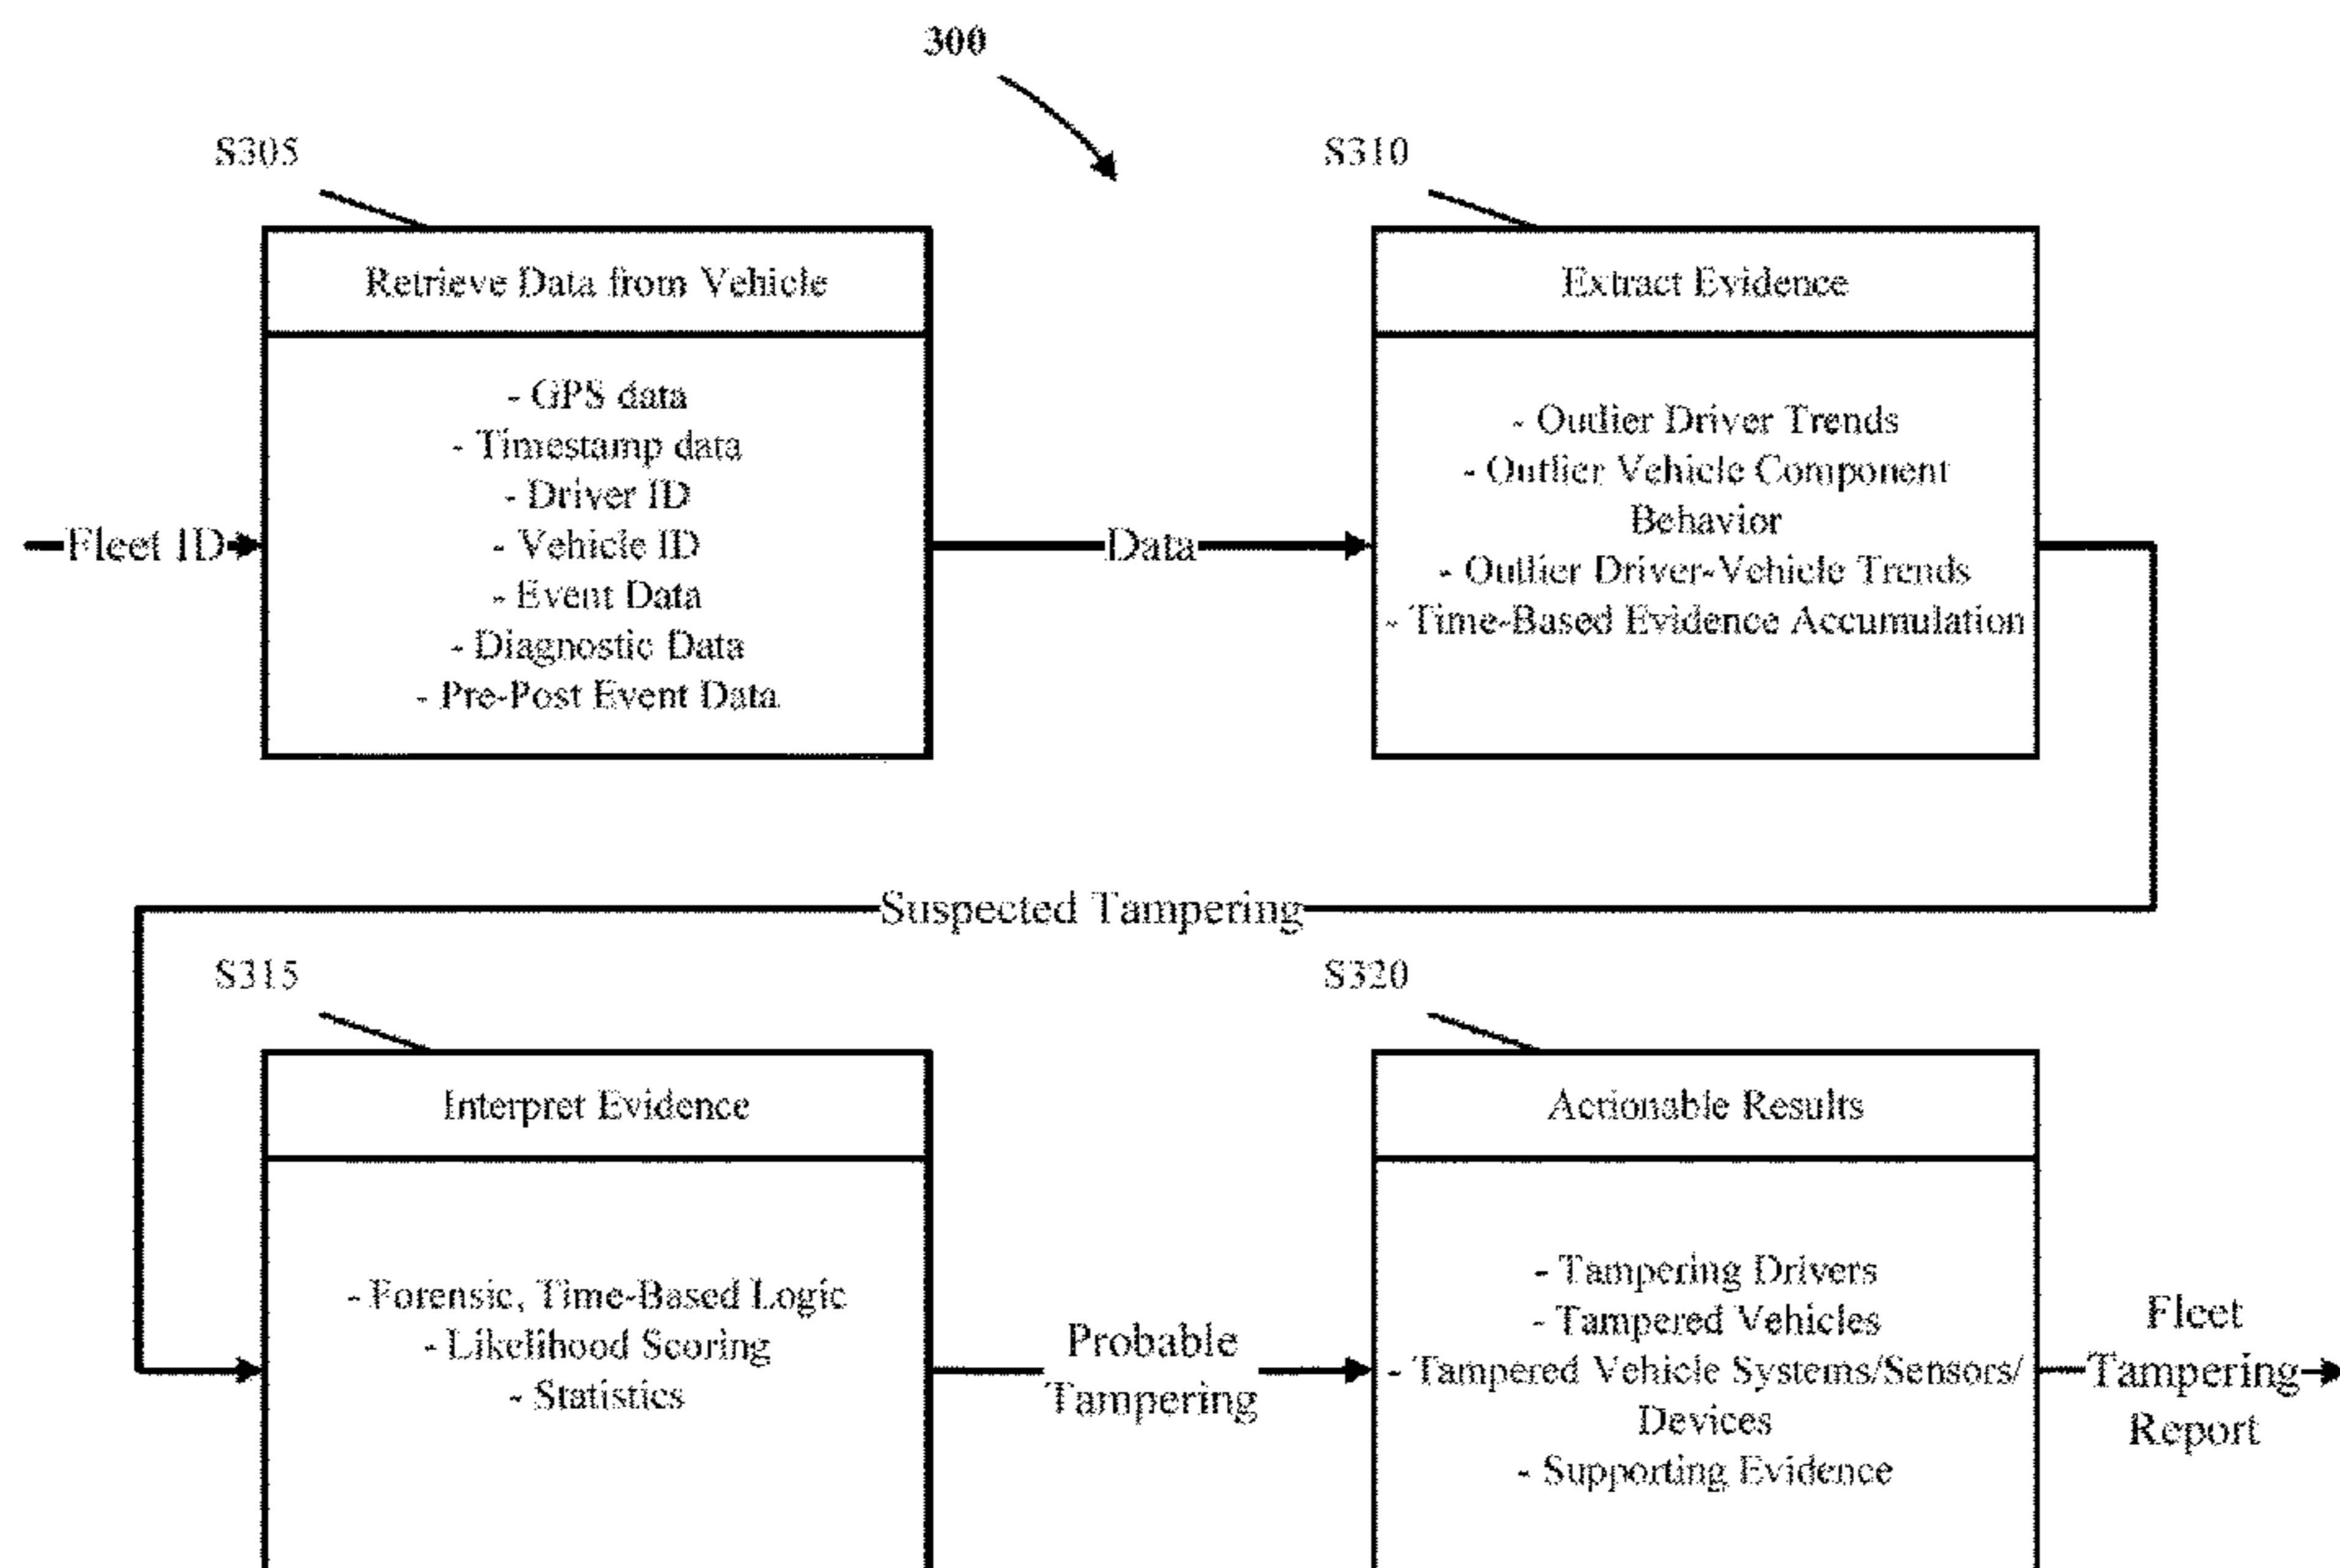 300
S305
S310
Retrieve Data from Vehicle
- GPS data
- Timestamp data
- Driver ID
- Vehicle ID
- Event Data
- Diagnostic Data
- Pre-Post Event Data
Fleet ID
Data
Extract Evidence
- Outlier Driver Trends
- Outlier Vehicle Component
Behavior
- Outlier Driver-Vehicle Trends
- Time-Based Evidence Accumulation
Suspected Tampering
S315
S320
Interpret Evidence
- Forensic, Time-Based Logic
- Likelihood Scoring
- Statistics
Probable
Tampering
Actionable Results
- Tampering Drivers
- Tampered Vehicles
- Tampered Vehicle Systems/Sensors/
Devices
- Supporting Evidence
Fleet
Tampering
Report